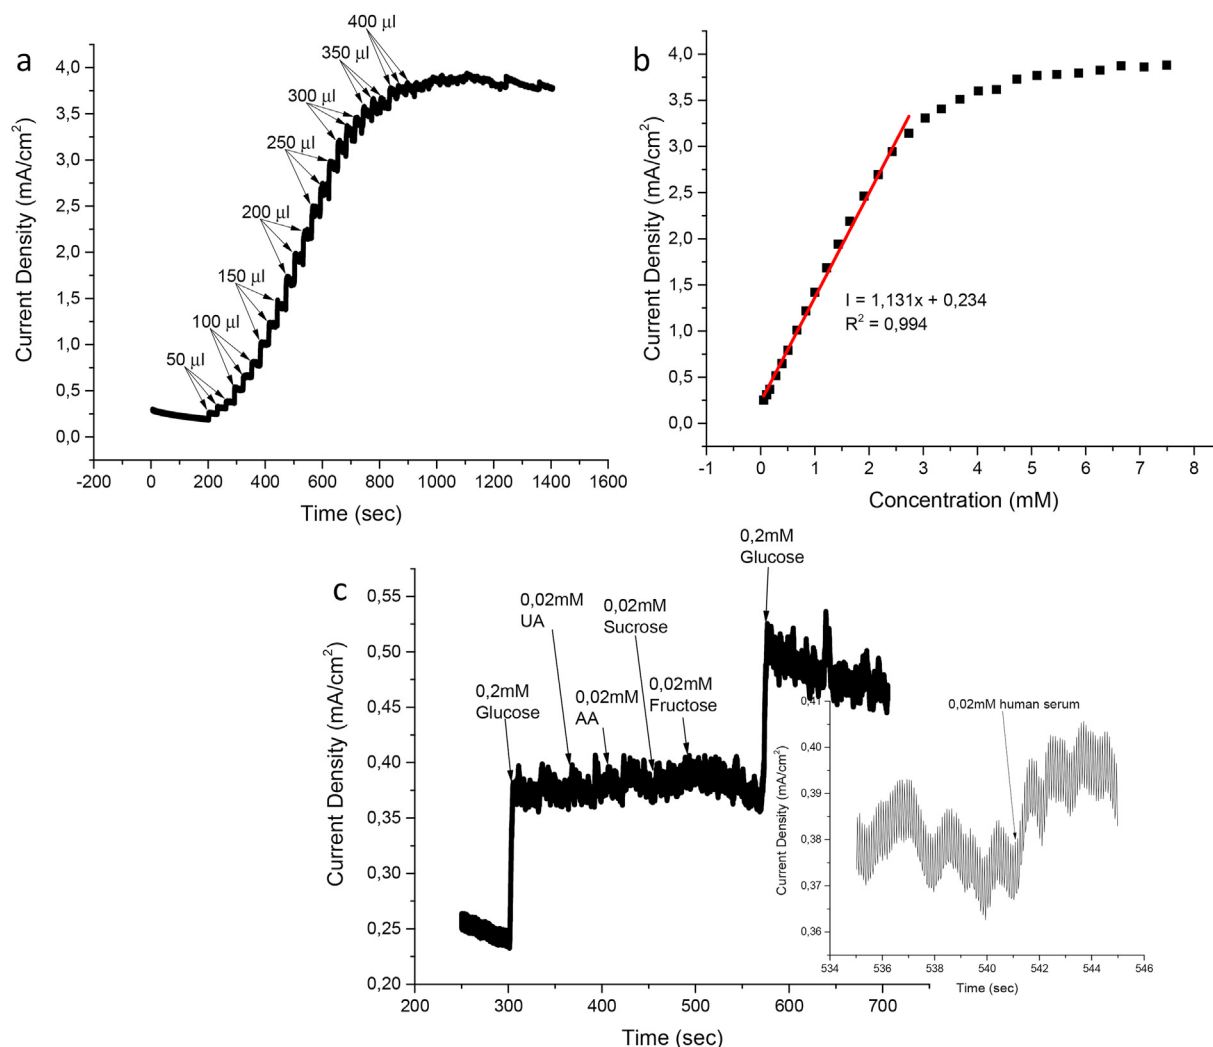 a
4,0
3,5
3,0
2,5
2,0
1,5
1,0
0,5
0,0
Current Density (mA/cm²)
-200 0 200 400 600 800 1000 1200 1400 1600
Time (sec)
50 µl
100 µl
150 µl
200 µl
250 µl
300 µl
350 µl
400 µl
b
4,0
3,5
3,0
2,5
2,0
1,5
1,0
0,5
0,0
Current Density (mA/cm²)
I = 1,131x + 0,234
R² = 0,994
-1 0 1 2 3 4 5 6 7 8
Concentration (mM)
c
0,55
0,50
0,45
0,40
0,35
0,30
0,25
0,20
Current Density (mA/cm²)
200 300 400 500 600 700
Time (sec)
0,2mM
Glucose
0,02mM
UA
0,02mM
AA
0,02mM
Sucrose
0,02mM
Fructose
0,2mM
Glucose
0,41
0,40
0,39
0,38
0,37
0,36
Current Density (mA/cm²)
0,02mM human serum
534 536 538 540 542 544 546
Time (sec)